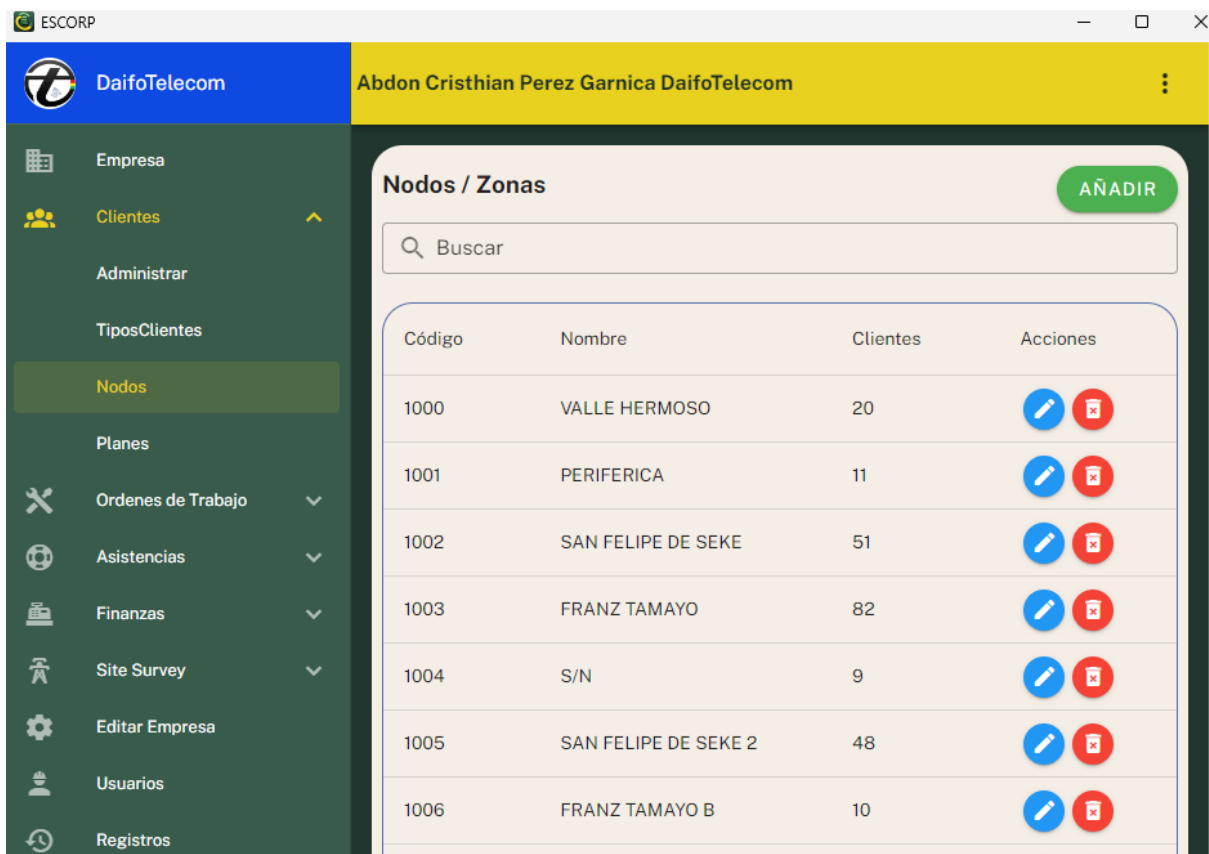 ESCORP
DaifoTelecom
Abdon Cristhian Perez Garnica DaifoTelecom
Empresa
Clientes
Administrar
TiposClientes
Nodos
Planes
Ordenes de Trabajo
Asistencias
Finanzas
Site Survey
Editar Empresa
Usuarios
Registros
Nodos / Zonas
AÑADIR
Buscar
Código Nombre Clientes Acciones
1000 VALLE HERMOSO 20
1001 PERIFERICA 11
1002 SAN FELIPE DE SEKE 51
1003 FRANZ TAMAYO 82
1004 S/N 9
1005 SAN FELIPE DE SEKE 2 48
1006 FRANZ TAMAYO B 10